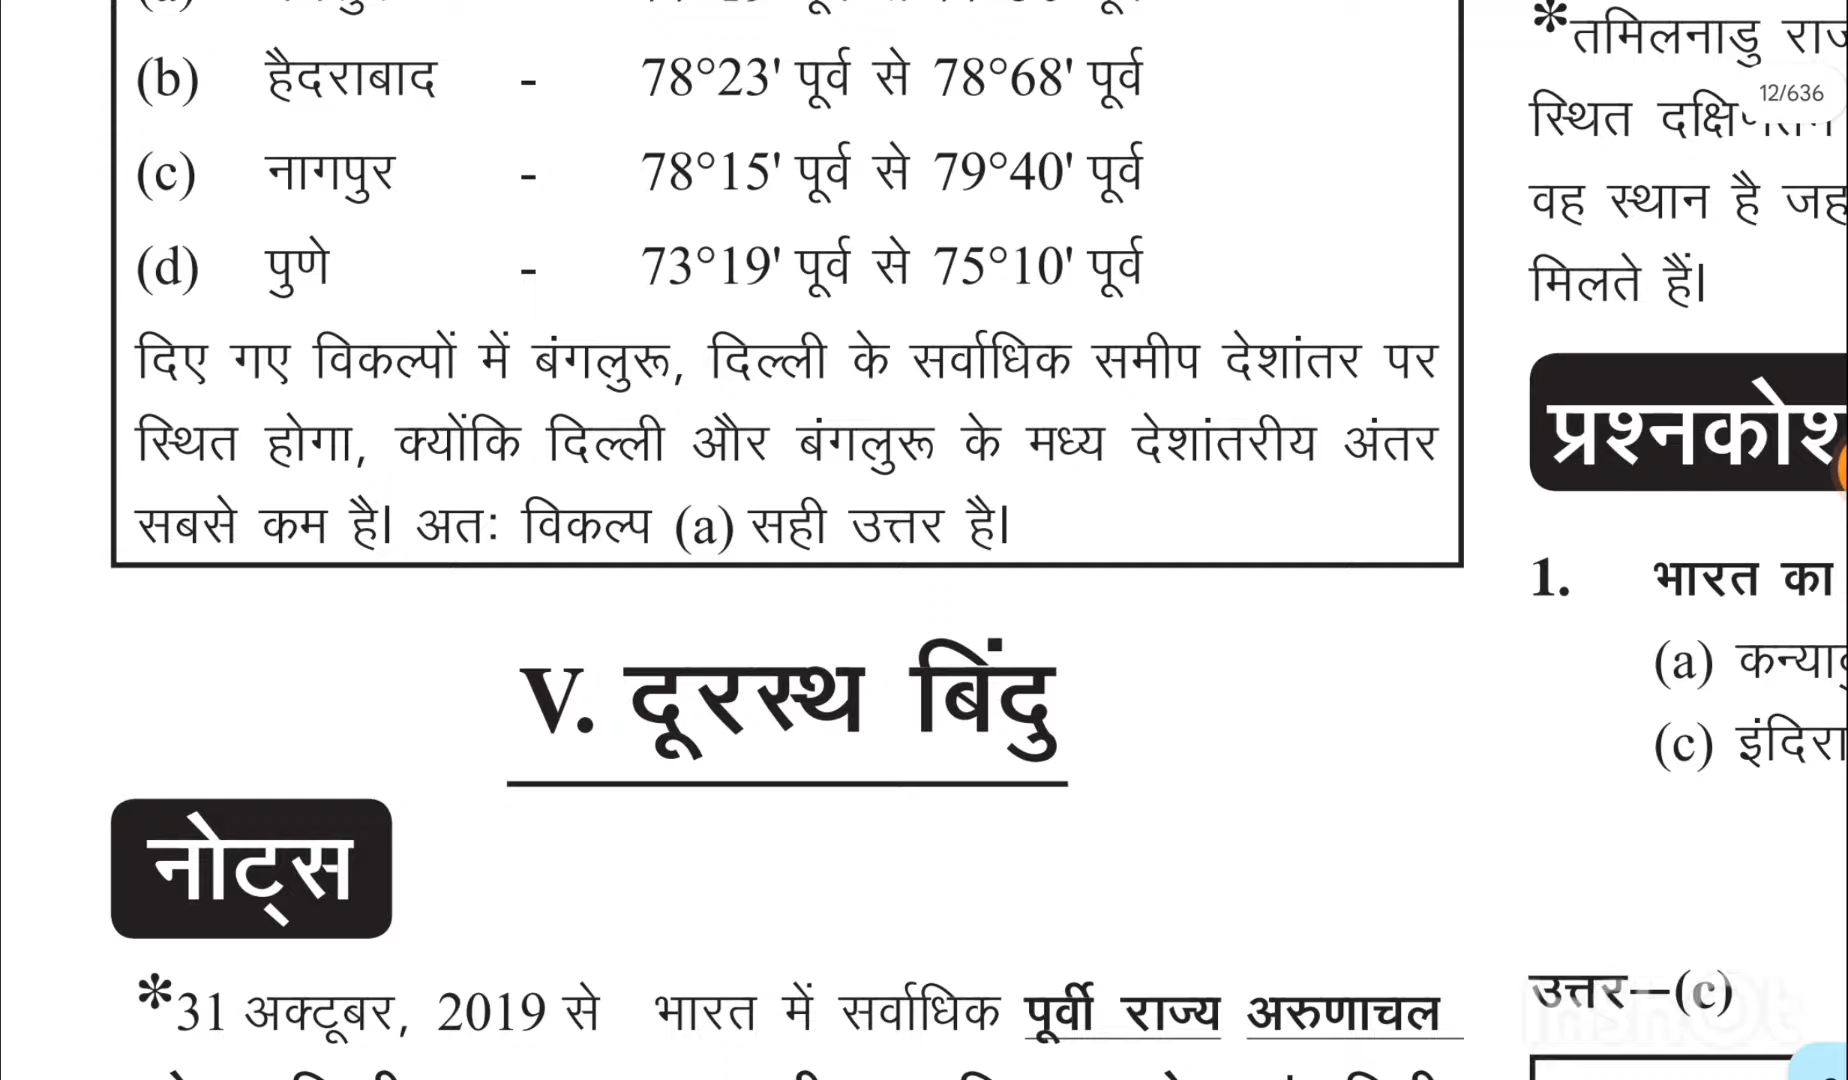 (b) हैदराबाद - 78°23' पूर्व से 78°68' पूर्व
(c) नागपुर - 78°15' पूर्व से 79°40' पूर्व
(d) पुणे - 73°19' पूर्व से 75°10' पूर्व
दिए गए विकल्पों में बंगलुरू, दिल्ली के सर्वाधिक समीप देशांतर पर
स्थित होगा, क्योंकि दिल्ली और बंगलुरू के मध्य देशांतरीय अंतर
सबसे कम है। अतः विकल्प (a) सही उत्तर है।
V. दूरस्थ बिंदु
नोट्स
*31 अक्टूबर, 2019 से भारत में सर्वाधिक पूर्वी राज्य अरुणाचल
*तमिलनाडु
12/636
स्थित
वह स्थान है
मिलते हैं।
प्रश्नकोश
1. भारत का
(a)
(c)
उत्तर—(c)